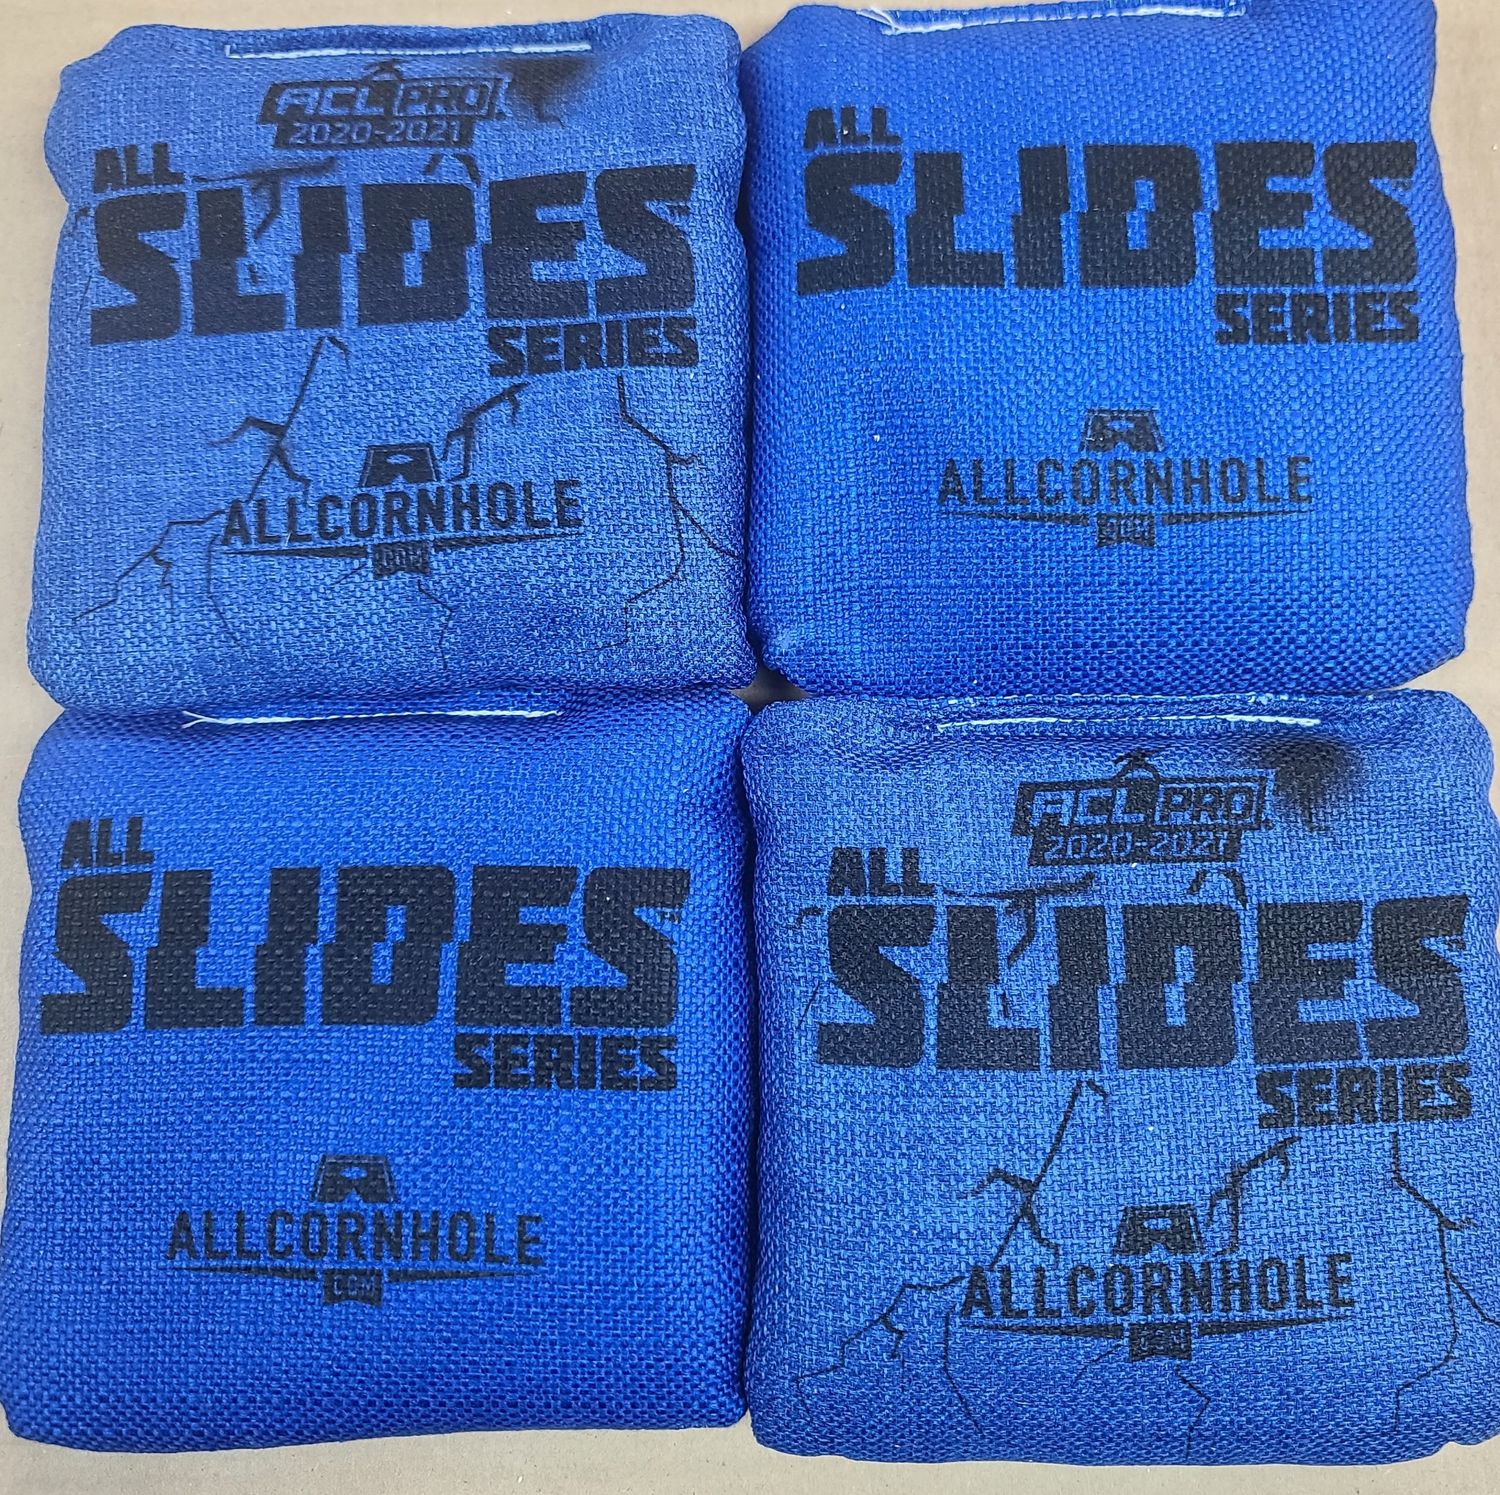 ACL PRO
2020-2021
ALL
SLIDES
SERIES
ALLCORNHOLE
.COM
ALL
SLIDES
SERIES
ALLCORNHOLE
.COM
ALL
SLIDES
SERIES
ALLCORNHOLE
.COM
ACL PRO
2020-2021
ALL
SLIDES
SERIES
ALLCORNHOLE
.COM